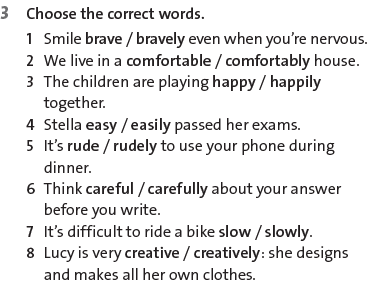 3 Choose the correct words.
1 Smile brave / bravely even when you're nervous.
2 We live in a comfortable / comfortably house.
3 The children are playing happy / happily
together.
4 Stella easy / easily passed her exams.
5 It's rude / rudely to use your phone during
dinner.
6 Think careful / carefully about your answer
before you write.
7 It's difficult to ride a bike slow / slowly.
8 Lucy is very creative / creatively: she designs
and makes all her own clothes.